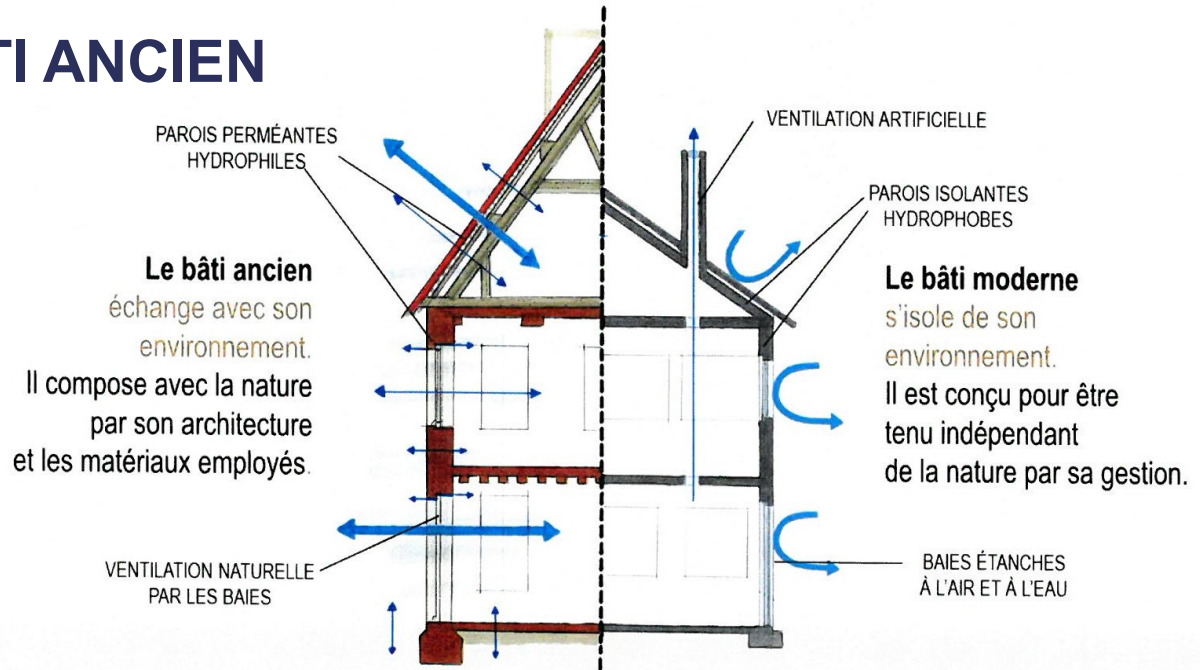 TI ANCIEN
PAROIS PERMÉANTES
HYDROPHILES
Le bâti ancien
échange avec son
environnement.
Il compose avec la nature
par son architecture
et les matériaux employés.
VENTILATION NATURELLE
PAR LES BAIES
VENTILATION ARTIFICIELLE
PAROIS ISOLANTES
HYDROPHOBES
Le bâti moderne
s'isole de son
environnement.
Il est conçu pour être
tenu indépendant
de la nature par sa gestion.
BAIES ÉTANCHES
À L'AIR ET À L'EAU